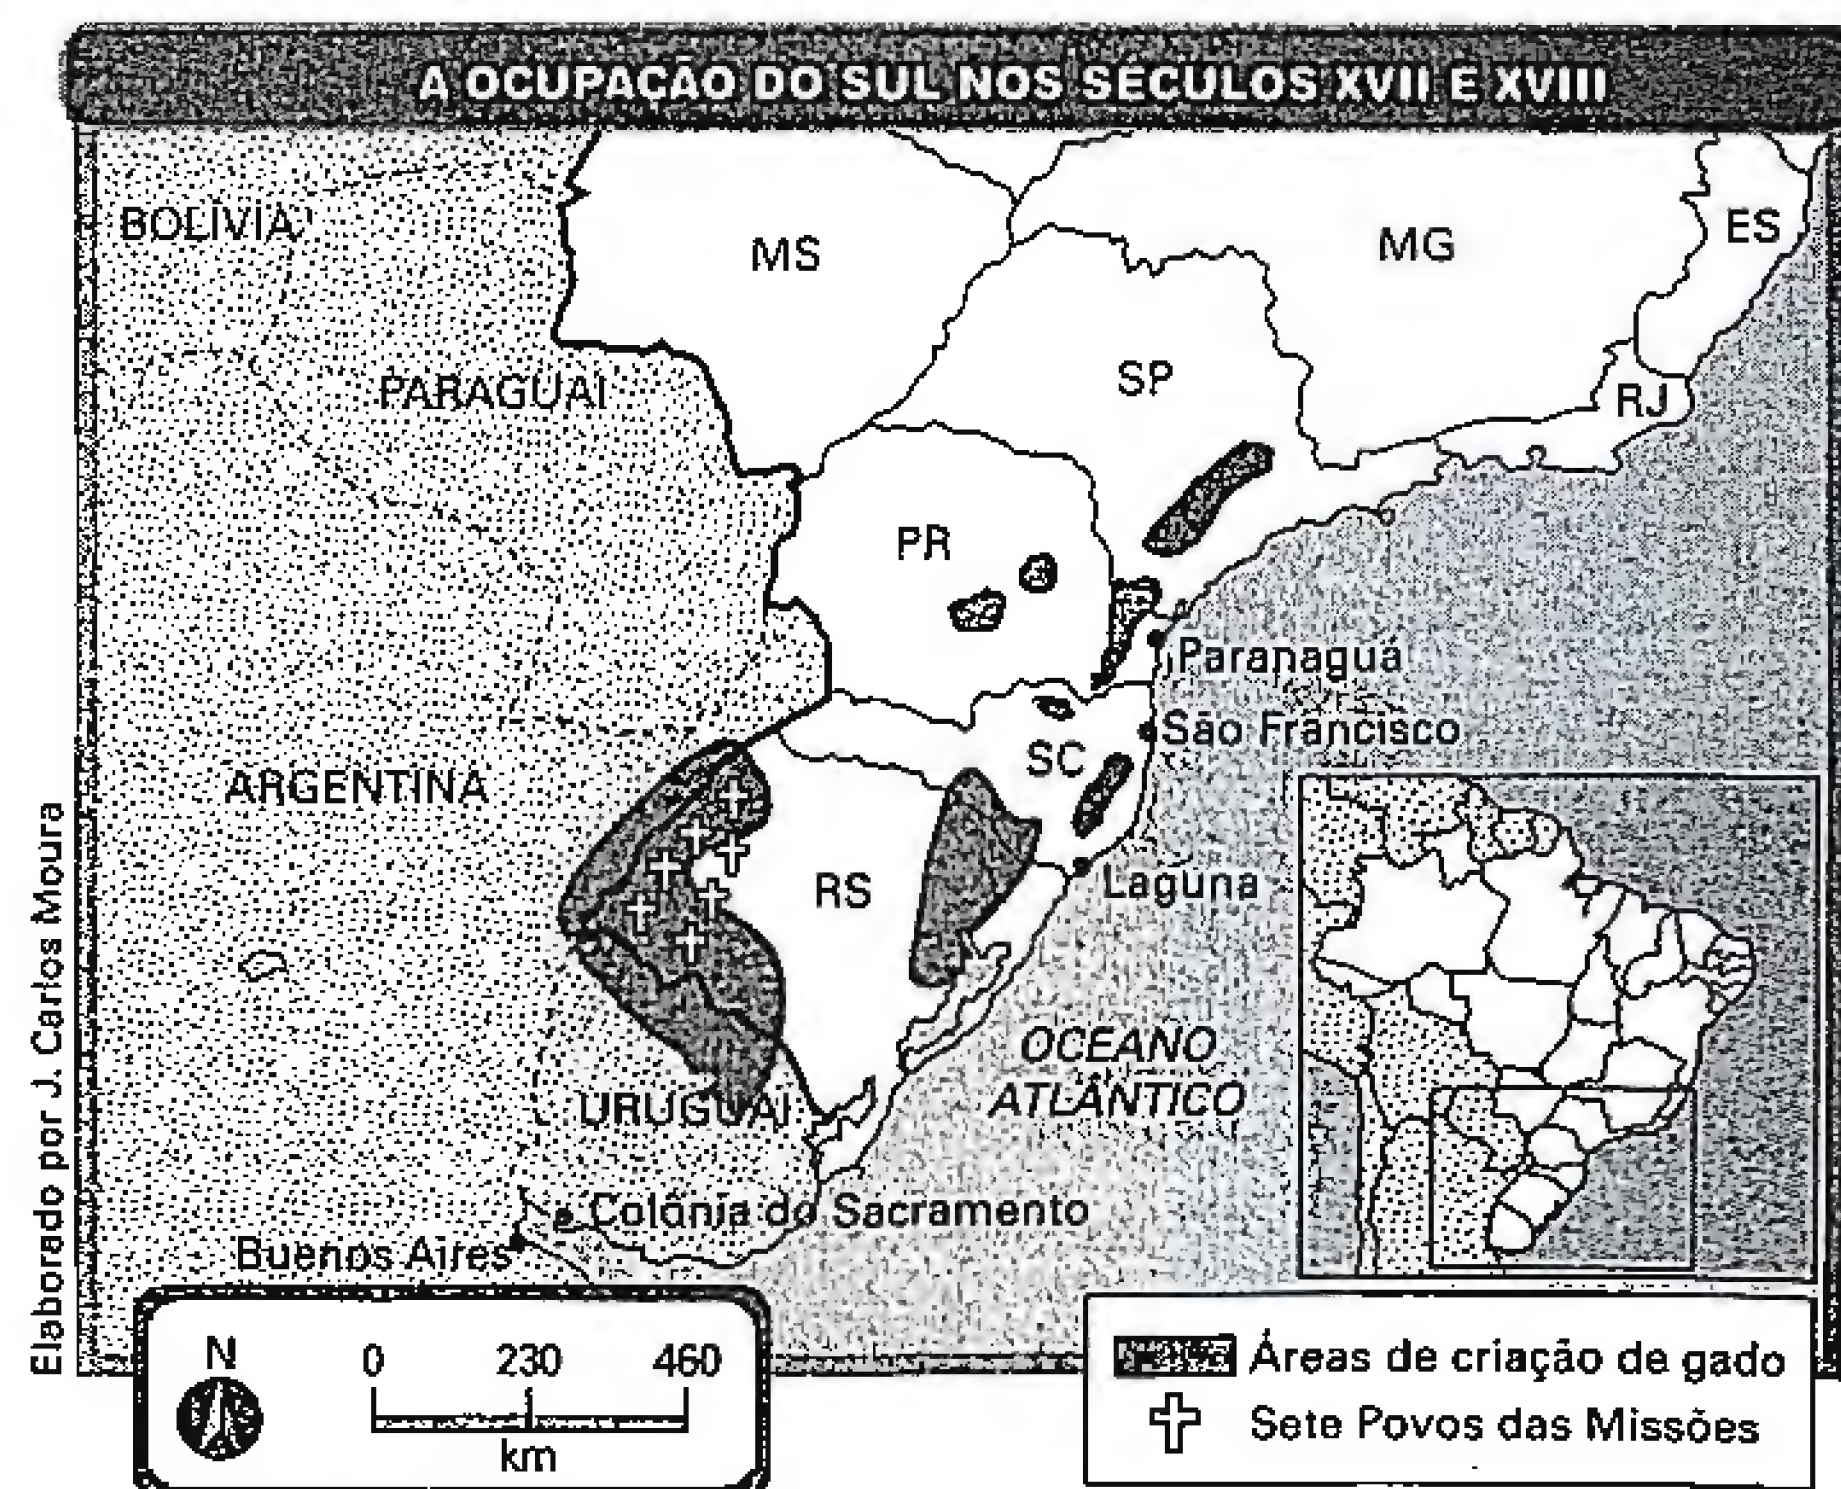 A OCUPAÇÃO DO SUL NOS SÉCULOS XVII E XVIII
BOLÍVIA
MS
MG
ES
PARAGUAI
SP
RJ
PR
Paranaguá
São Francisco
SC
ARGENTINA
RS
Laguna
OCEANO
ATLÂNTICO
URUGUAI
Colônia do Sacramento
Buenos Aires
Elaborado por J. Carlos Moura
N
0 230 460
km
Áreas de criação de gado
Sete Povos das Missões